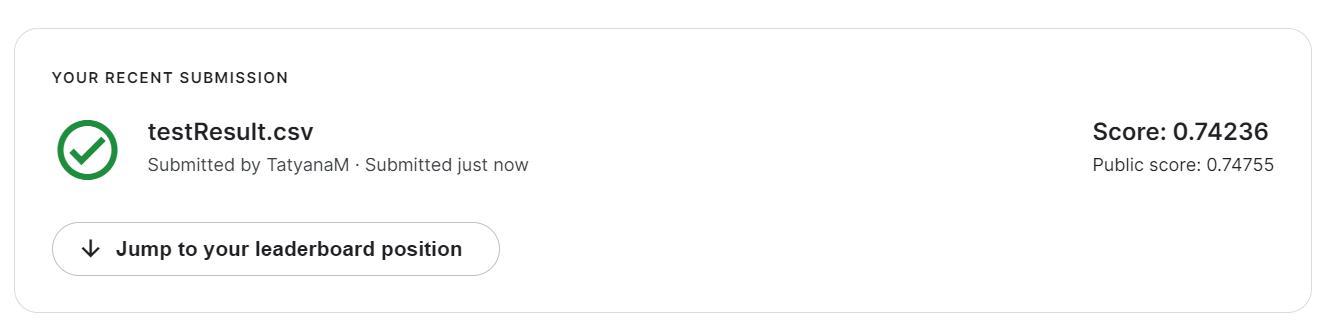 YOUR RECENT SUBMISSION
testResult.csv
Submitted by TatyanaM · Submitted just now
Score: 0.74236
Public score: 0.74755
Jump to your leaderboard position